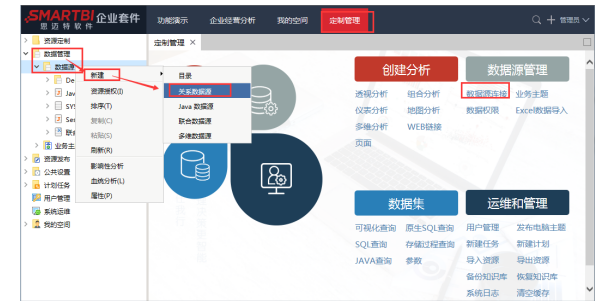 SMARTBI 企业套件
思迈特软件
功能演示 企业经营分析 我的空间 定制管理 管理员
资源定制
数据管理
数据源
De
Jav
SYS
Ser
联
业务主
资源发布
公共设置
计划任务
用户管理
系统运维
我的空间
新建
资源授权(I)
排序(T)
复制(C)
粘贴(S)
刷新(R)
影响性分析
血统分析(L)
属性(P)
目录
关系数据源
Java 数据源
联合数据源
多维数据源
定制管理 ×
创建分析
透视分析 组合分析
仪表分析 地图分析
多维分析 WEB链接
页面
数据源管理
数据源连接 业务主题
数据权限 Excel数据导入
数据集
可视化查询 原生SQL查询
SQL查询 存储过程查询
JAVA查询 参数
运维和管理
用户管理 发布电脑主题
新建任务 新建计划
导入资源 导出资源
备份知识库 恢复知识库
系统日志 清空缓存